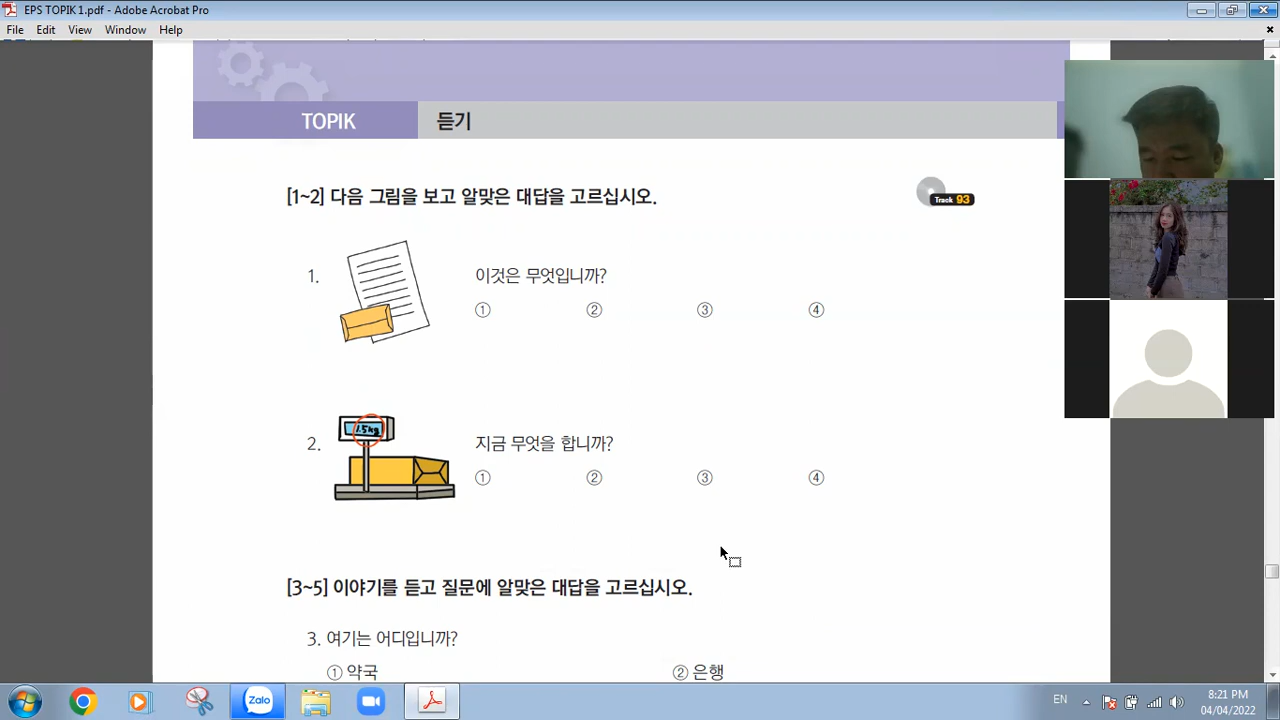 EPS TOPIK 1.pdf - Adobe Acrobat Pro
File Edit View Window Help
TOPIK 듣기
[1~2] 다음 그림을 보고 알맞은 대답을 고르십시오.
Track 93
1. 이것은 무엇입니까?
① ② ③ ④
1.5kg
2. 지금 무엇을 합니까?
① ② ③ ④
[3~5] 이야기를 듣고 질문에 알맞은 대답을 고르십시오.
3. 여기는 어디입니까?
① 약국 ② 은행
Zalo
EN
8:21 PM
04/04/2022